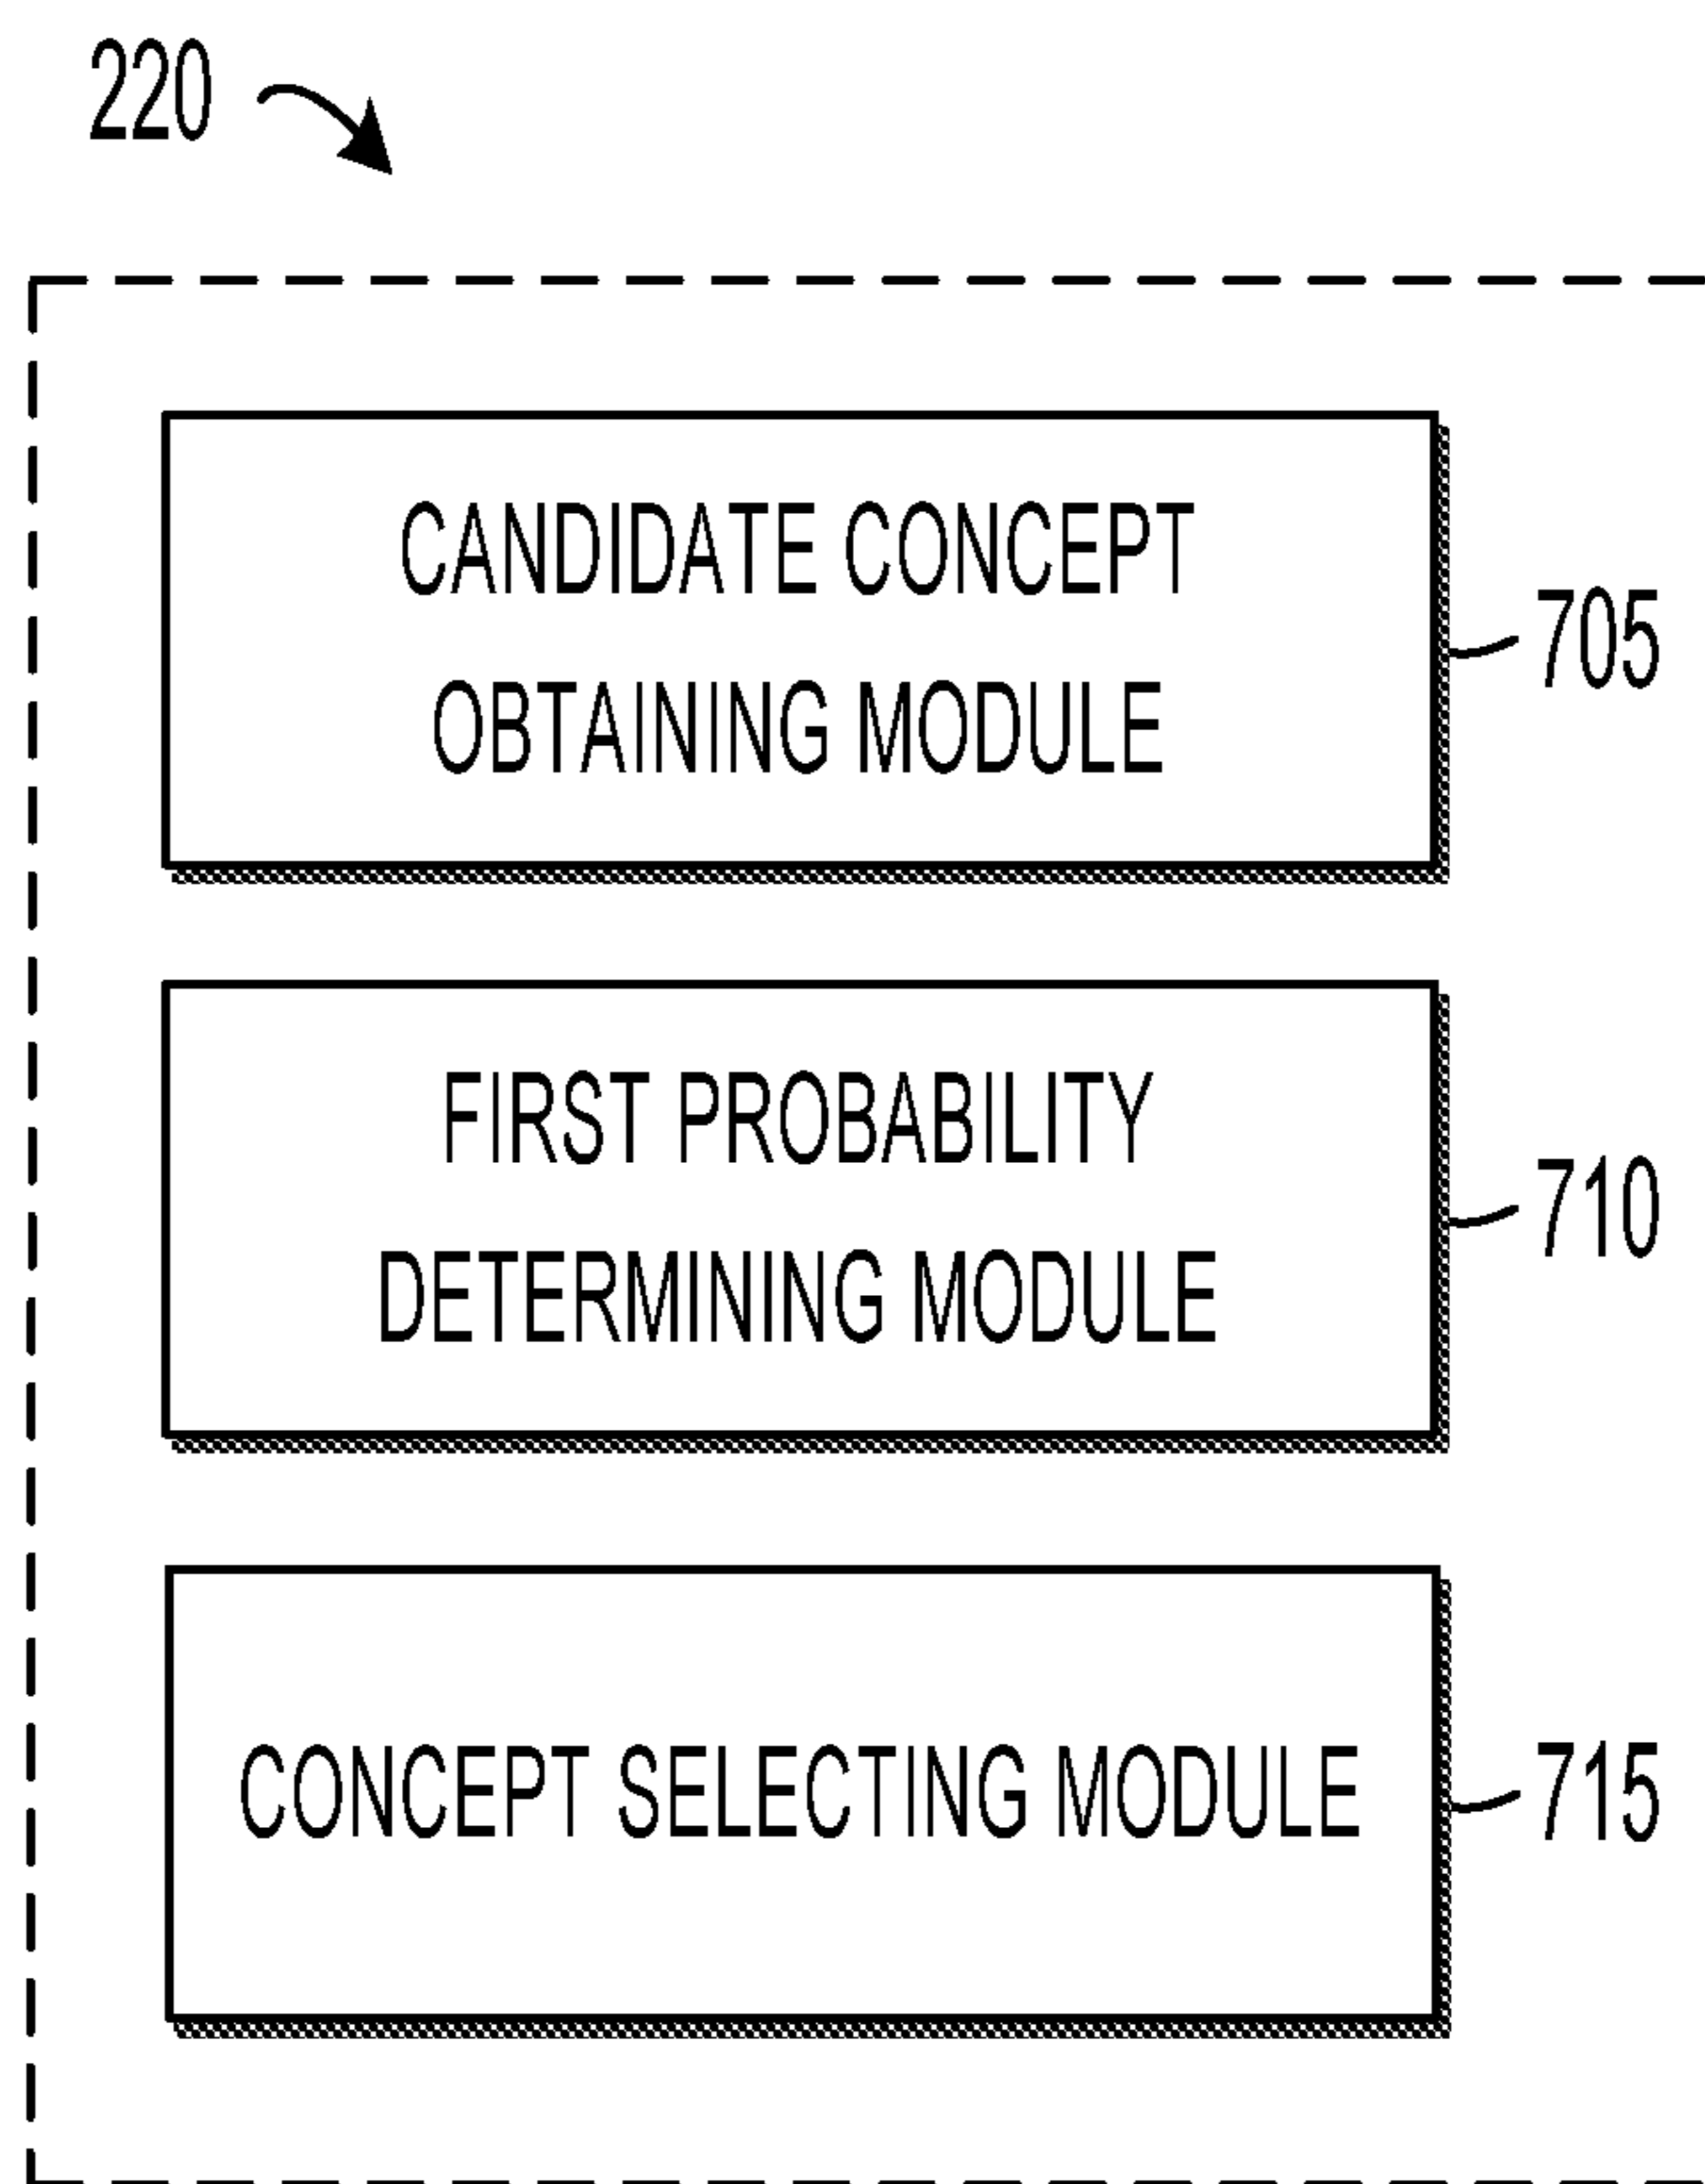 220
CANDIDATE CONCEPT
OBTAINING MODULE
705
FIRST PROBABILITY
DETERMINING MODULE
710
CONCEPT SELECTING MODULE
715